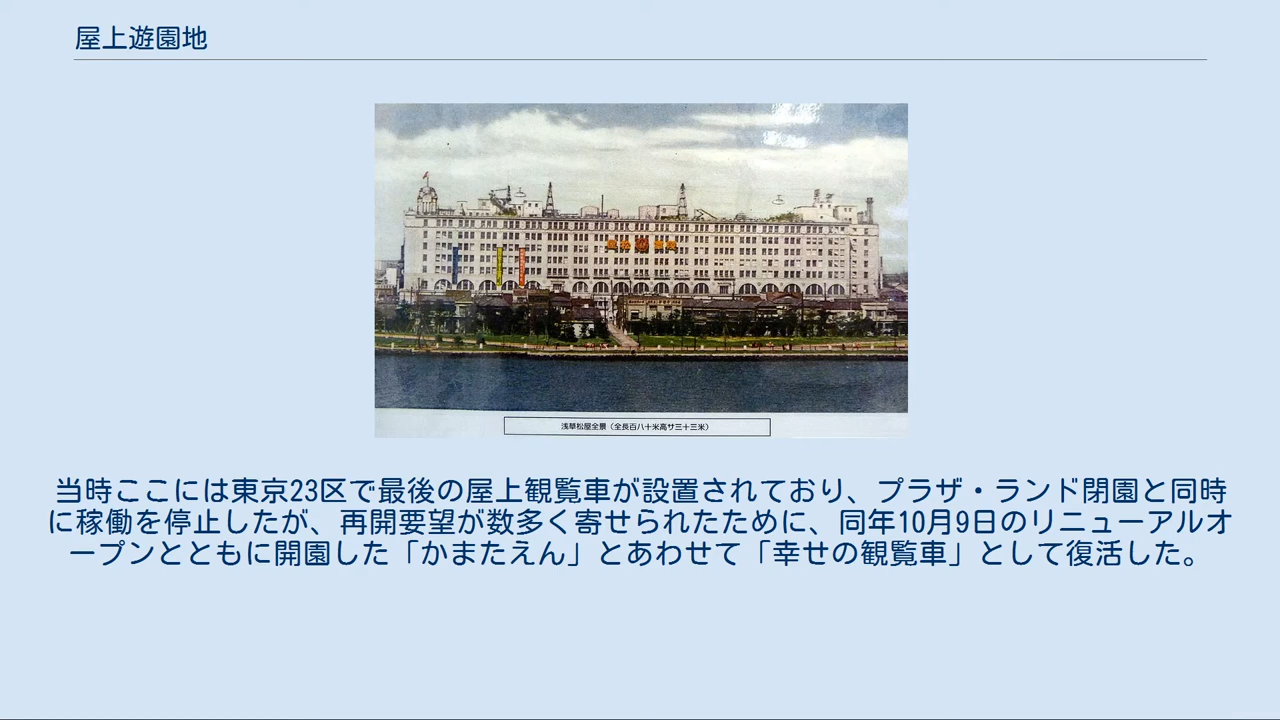 屋上遊園地
浅草松屋全景（全長百八十米高サ三十三米）
当時ここには東京23区で最後の屋上観覧車が設置されており、プラザ・ランド閉園と同時
に稼働を停止したが、再開要望が数多く寄せられたために、同年10月9日のリニューアルオ
ープンとともに開園した「かまたえん」とあわせて「幸せの観覧車」として復活した。